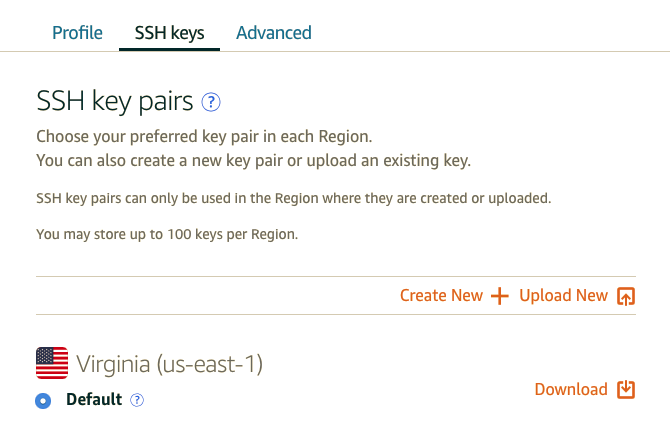 Profile SSH keys Advanced
SSH key pairs ?
Choose your preferred key pair in each Region.
You can also create a new key pair or upload an existing key.
SSH key pairs can only be used in the Region where they are created or uploaded.
You may store up to 100 keys per Region.
Create New Upload New
Virginia (us-east-1)
Default ?
Download